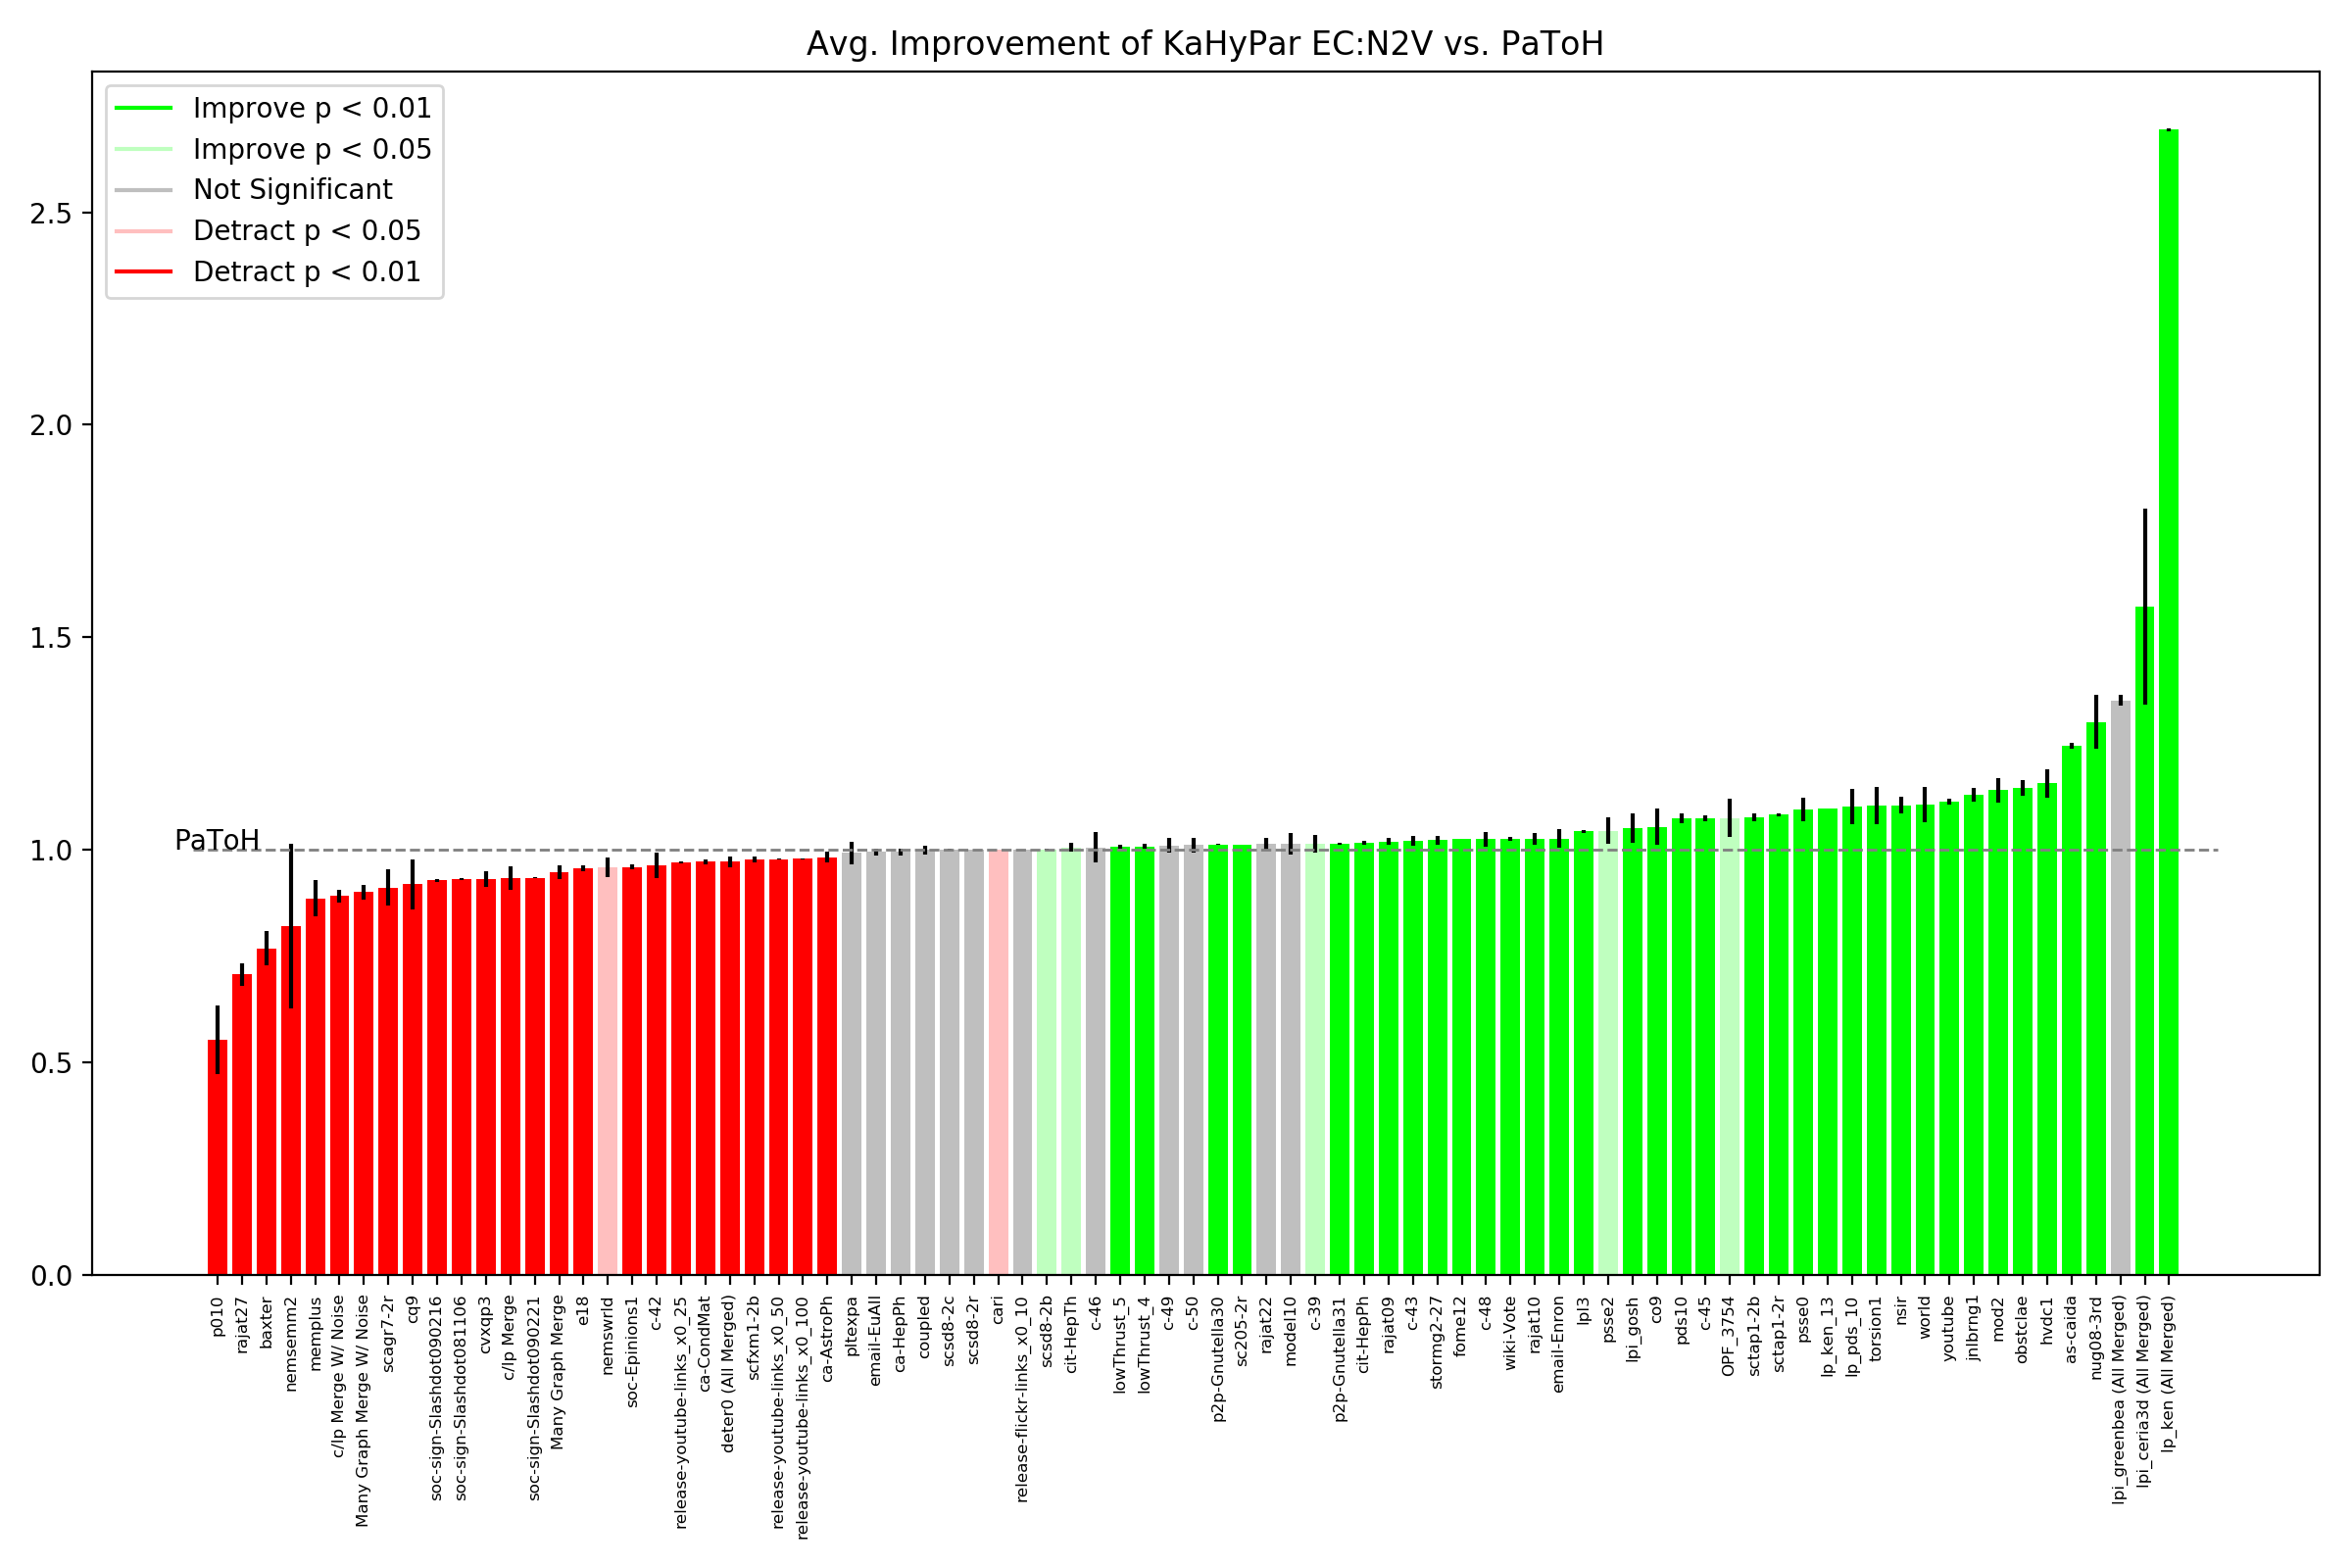 Avg. Improvement of KaHyPar EC:N2V vs. PaToH
Improve p < 0.01
Improve p < 0.05
Not Significant
Detract p < 0.05
Detract p < 0.01
2.5
2.0
1.5
1.0
0.5
0.0
PaToH
p010
rajat27
baxter
nemsemm2
memplus
c/lp Merge W/ Noise
Many Graph Merge W/ Noise
scagr7-2r
cq9
soc-sign-Slashdot090216
soc-sign-Slashdot081106
cvxqp3
c/lp Merge
soc-sign-Slashdot090221
Many Graph Merge
e18
nemswrld
soc-Epinions1
c-42
release-youtube-links_x0_25
ca-CondMat
deter0 (All Merged)
scfxm1-2b
release-youtube-links_x0_50
release-youtube-links_x0_100
ca-AstroPh
pltexpa
email-EuAll
ca-HepPh
coupled
scsd8-2c
scsd8-2r
cari
release-flickr-links_x0_10
scsd8-2b
cit-HepTh
c-46
lowThrust_5
lowThrust_4
c-49
c-50
p2p-Gnutella30
sc205-2r
rajat22
model10
c-39
p2p-Gnutella31
cit-HepPh
rajat09
c-43
stormg2-27
fome12
c-48
wiki-Vote
rajat10
email-Enron
lpl3
psse2
lpi_gosh
co9
pds10
c-45
OPF_3754
sctap1-2b
sctap1-2r
psse0
lp_ken_13
lp_pds_10
torsion1
nsir
world
youtube
jnlbrng1
mod2
obstclae
hvdc1
as-caida
nug08-3rd
lpi_greenbea (All Merged)
lpi_ceria3d (All Merged)
lp_ken (All Merged)